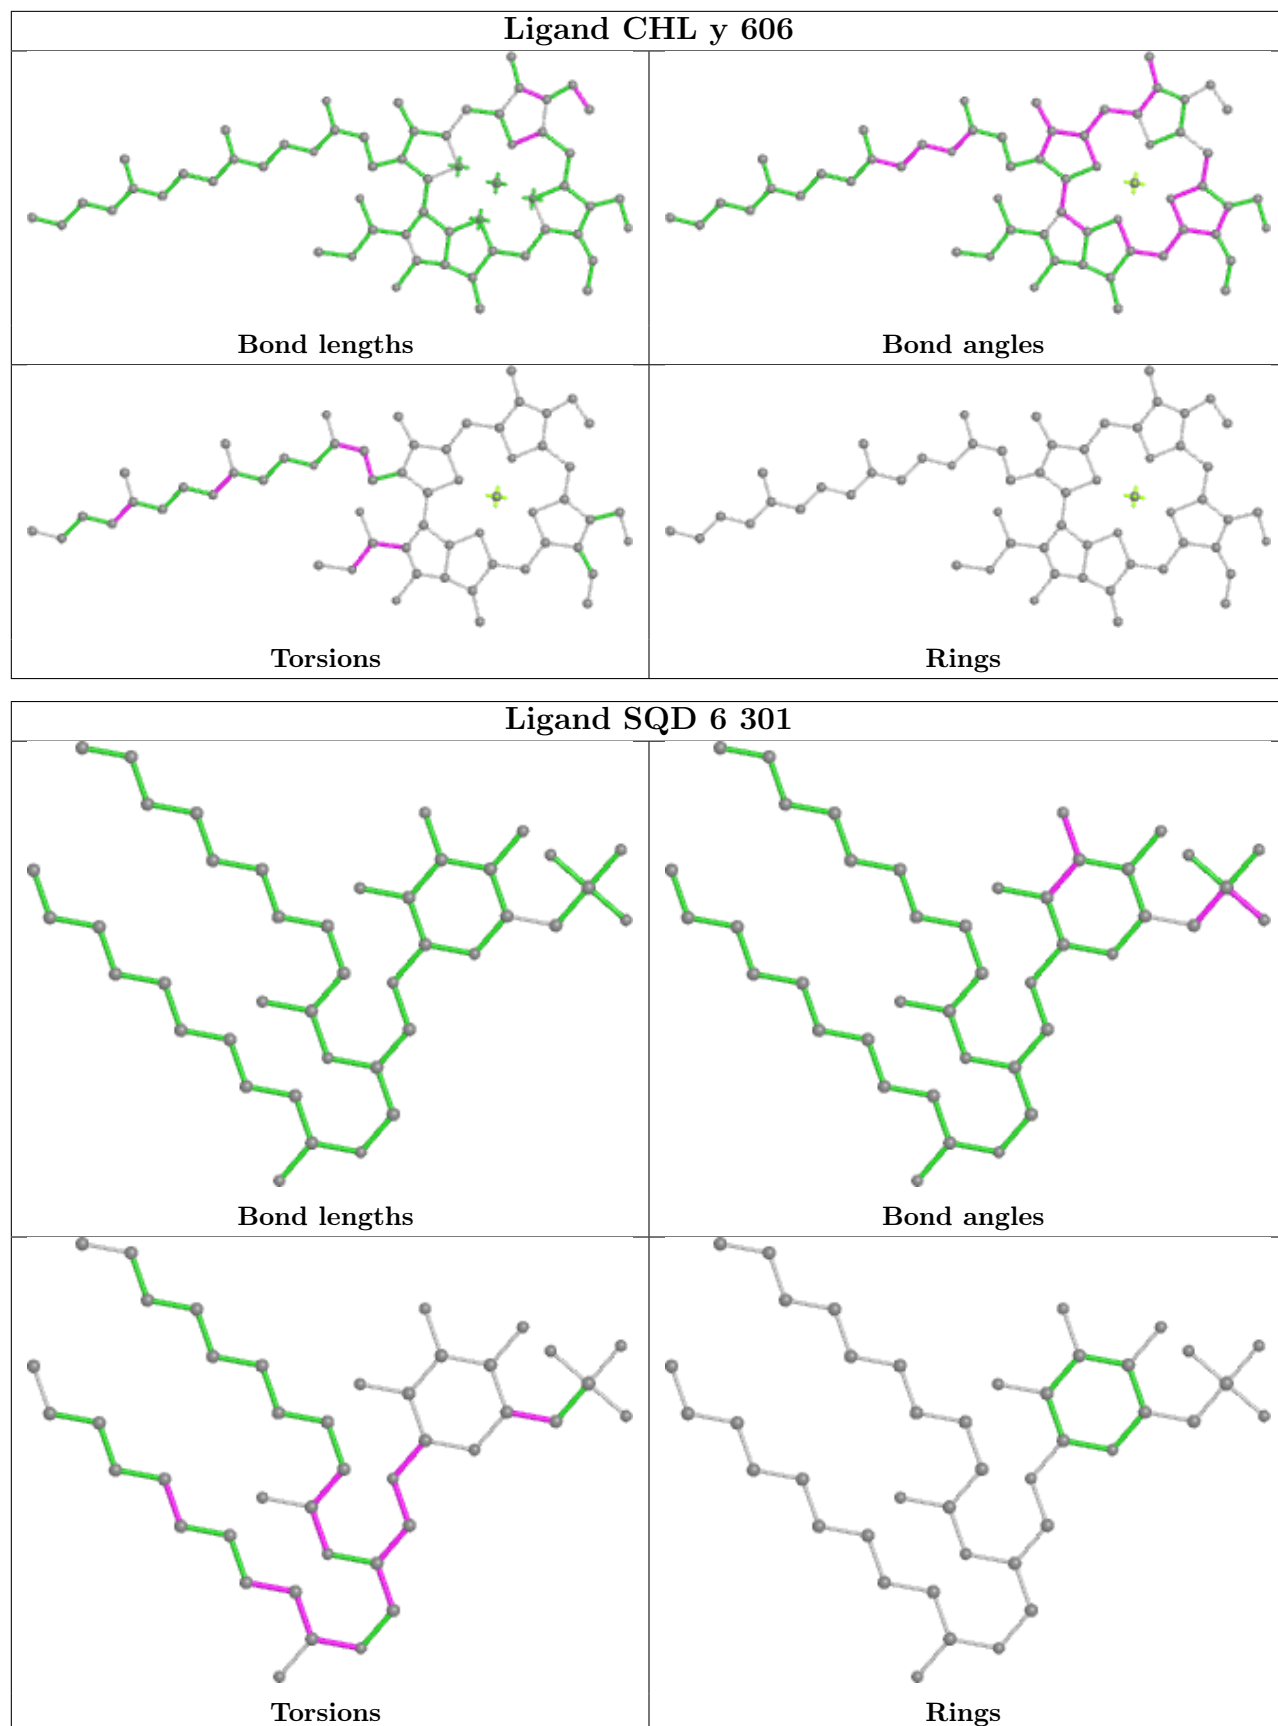 Ligand CHL y 606
Bond lengths
Bond angles
Torsions
Rings
Ligand SQD 6 301
Bond lengths
Bond angles
Torsions
Rings